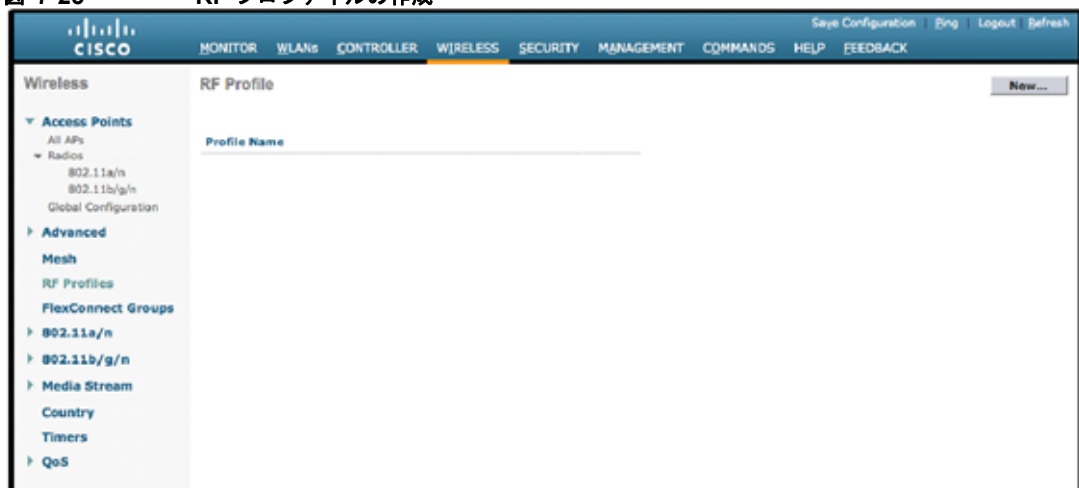 RF プロファイルの作成
Save Configuration | Ping | Logout | Refresh
CISCO
MONITOR WLANs CONTROLLER WIRELESS SECURITY MANAGEMENT COMMANDS HELP FEEDBACK
Wireless
RF Profile
New...
Access Points
All APs
Radios
802.11a/n
802.11b/g/n
Global Configuration
Profile Name
Advanced
Mesh
RF Profiles
FlexConnect Groups
802.11a/n
802.11b/g/n
Media Stream
Country
Timers
QoS